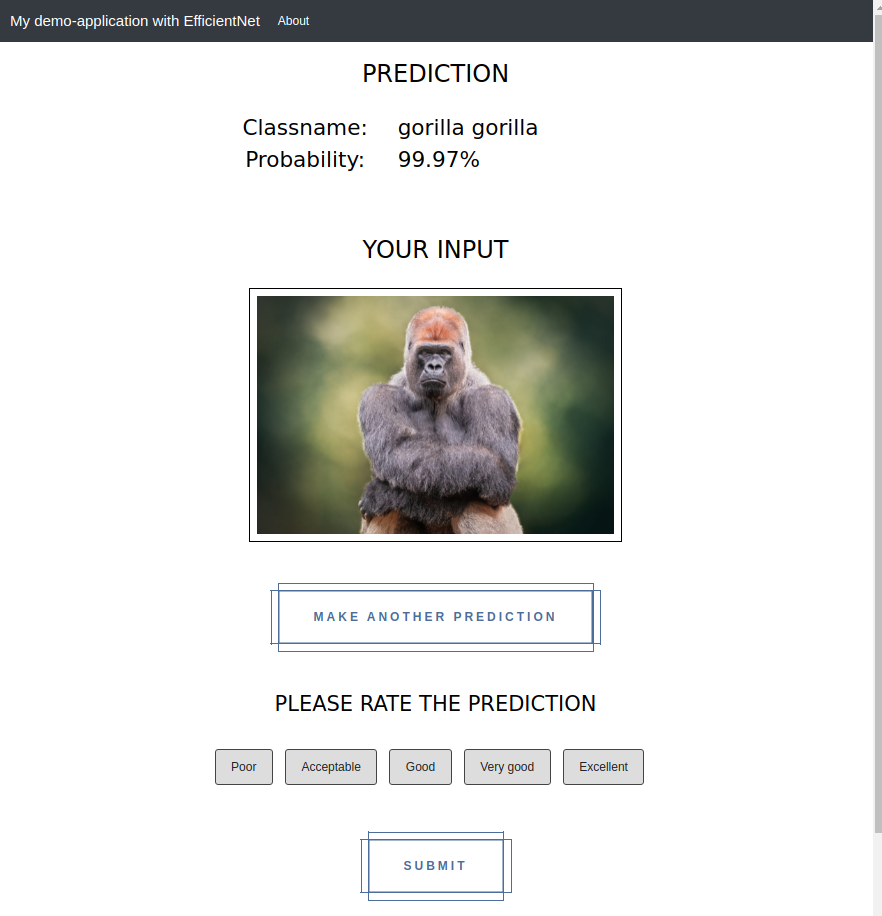 My demo-application with EfficientNet About
PREDICTION
Classname: gorilla gorilla
Probability: 99.97%
YOUR INPUT
MAKE ANOTHER PREDICTION
PLEASE RATE THE PREDICTION
Poor Acceptable Good Very good Excellent
SUBMIT